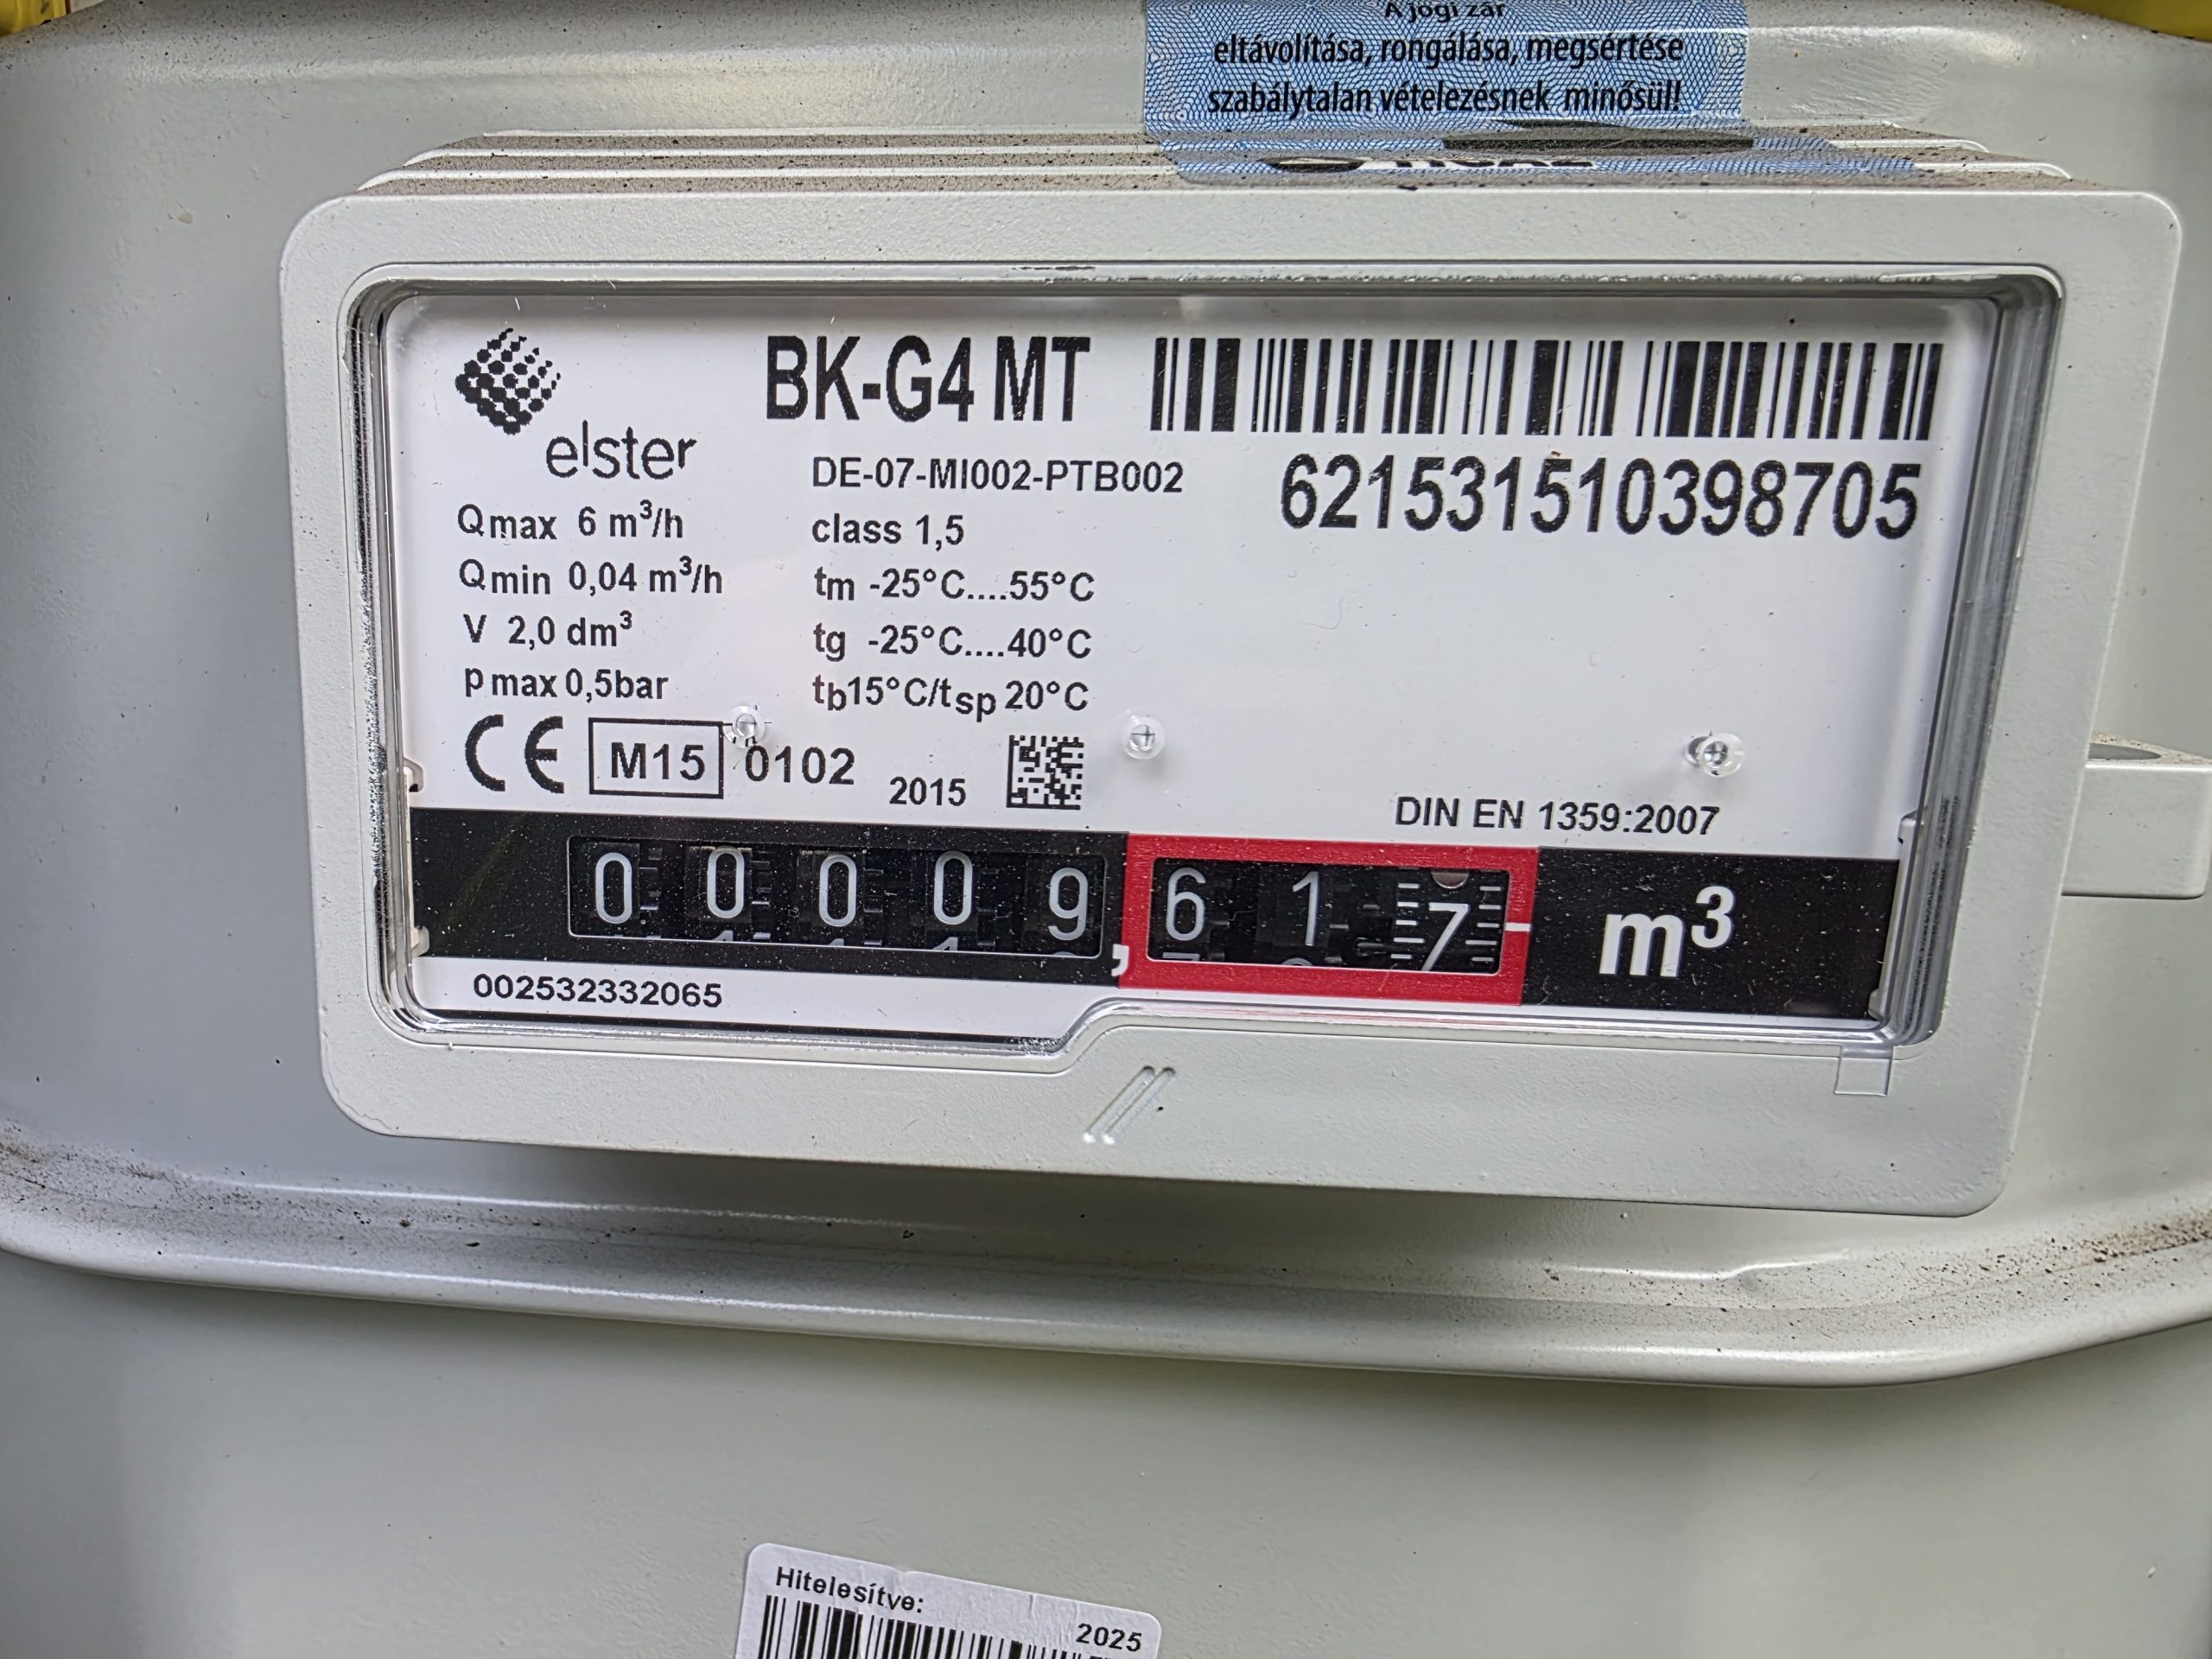 A jogi zár
eltávolítása, rongálása, megsértése
szabálytalan vételezésnek minősül!
elster
BK-G4 MT
621531510398705
DE-07-MI002-PTB002
Qmax 6 m³/h
class 1,5
Qmin 0,04 m³/h
tm -25°C....55°C
V 2,0 dm³
tg -25°C....40°C
pmax 0,5bar
tb15°C/tsp 20°C
CE M15 0102 2015
DIN EN 1359:2007
00009,617 m³
002532332065
Hitelesítve:
2025